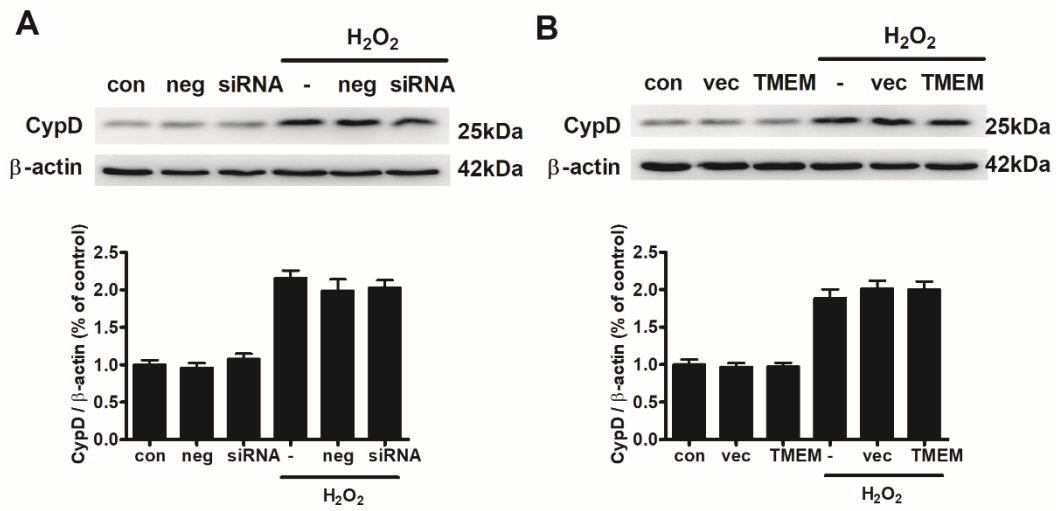 A
H₂O₂
con neg siRNA - neg siRNA
CypD 25kDa
β-actin 42kDa
CypD / β-actin (% of control)
2.5
2.0
1.5
1.0
0.5
0.0
con neg siRNA - neg siRNA
H₂O₂
B
H₂O₂
con vec TMEM - vec TMEM
CypD 25kDa
β-actin 42kDa
CypD / β-actin (% of control)
2.5
2.0
1.5
1.0
0.5
0.0
con vec TMEM - vec TMEM
H₂O₂